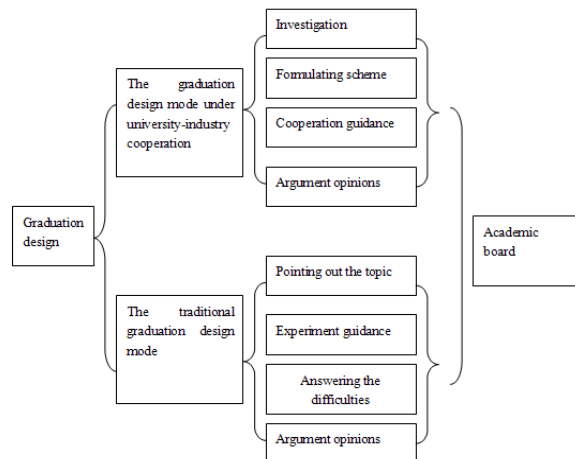 Investigation
The graduation
design mode under
university-industry
cooperation
Formulating scheme
Cooperation guidance
Argument opinions
Graduation
design
Academic
board
The traditional
graduation design
mode
Pointing out the topic
Experiment guidance
Answering the
difficulties
Argument opinions